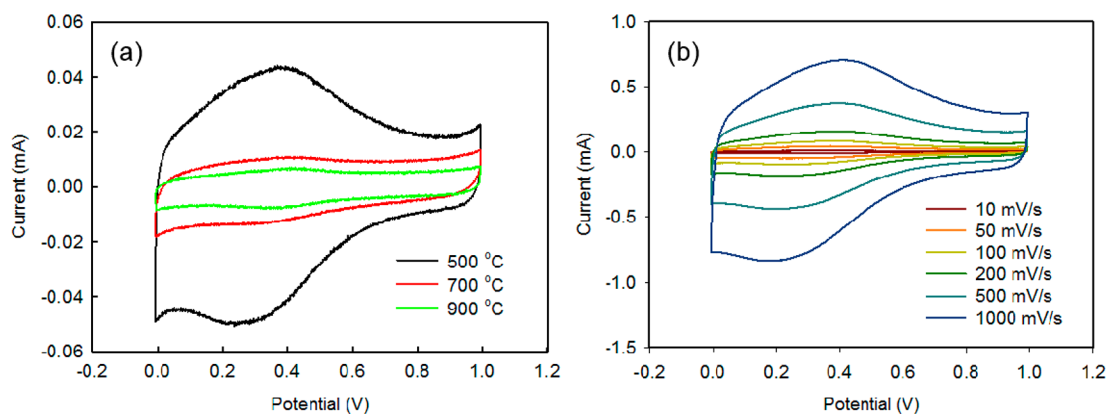 (a)
0.06
0.04
0.02
0.00
-0.02
-0.04
-0.06
Current (mA)
-0.2 0.0 0.2 0.4 0.6 0.8 1.0 1.2
Potential (V)
500 °C
700 °C
900 °C
(b)
1.0
0.5
0.0
-0.5
-1.0
-1.5
Current (mA)
-0.2 0.0 0.2 0.4 0.6 0.8 1.0 1.2
Potential (V)
10 mV/s
50 mV/s
100 mV/s
200 mV/s
500 mV/s
1000 mV/s